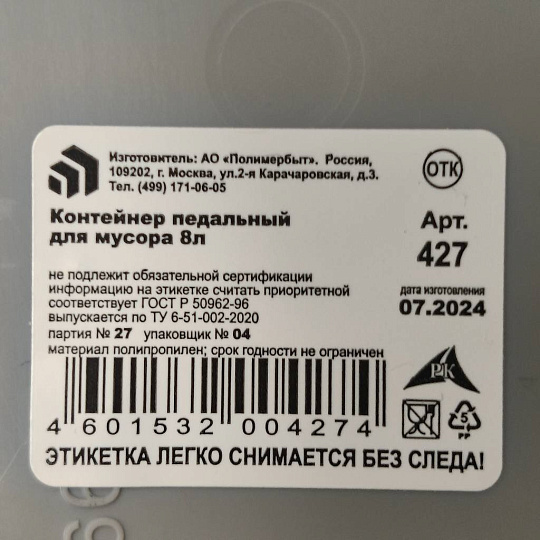 Изготовитель: АО «Полимербыт». Россия,
109202, г. Москва, ул.2-я Карачаровская, д.3.
Тел. (499) 171-06-05
ОТК
Контейнер педальный
для мусора 8л
Арт.
427
не подлежит обязательной сертификации
информацию на этикетке считать приоритетной
соответствует ГОСТ Р 50962-96
выпускается по ТУ 6-51-002-2020
дата изготовления
07.2024
партия № 27 упаковщик № 04
материал полипропилен; срок годности не ограничен
РК
5
PP
4 601532 004274
ЭТИКЕТКА ЛЕГКО СНИМАЕТСЯ БЕЗ СЛЕДА!